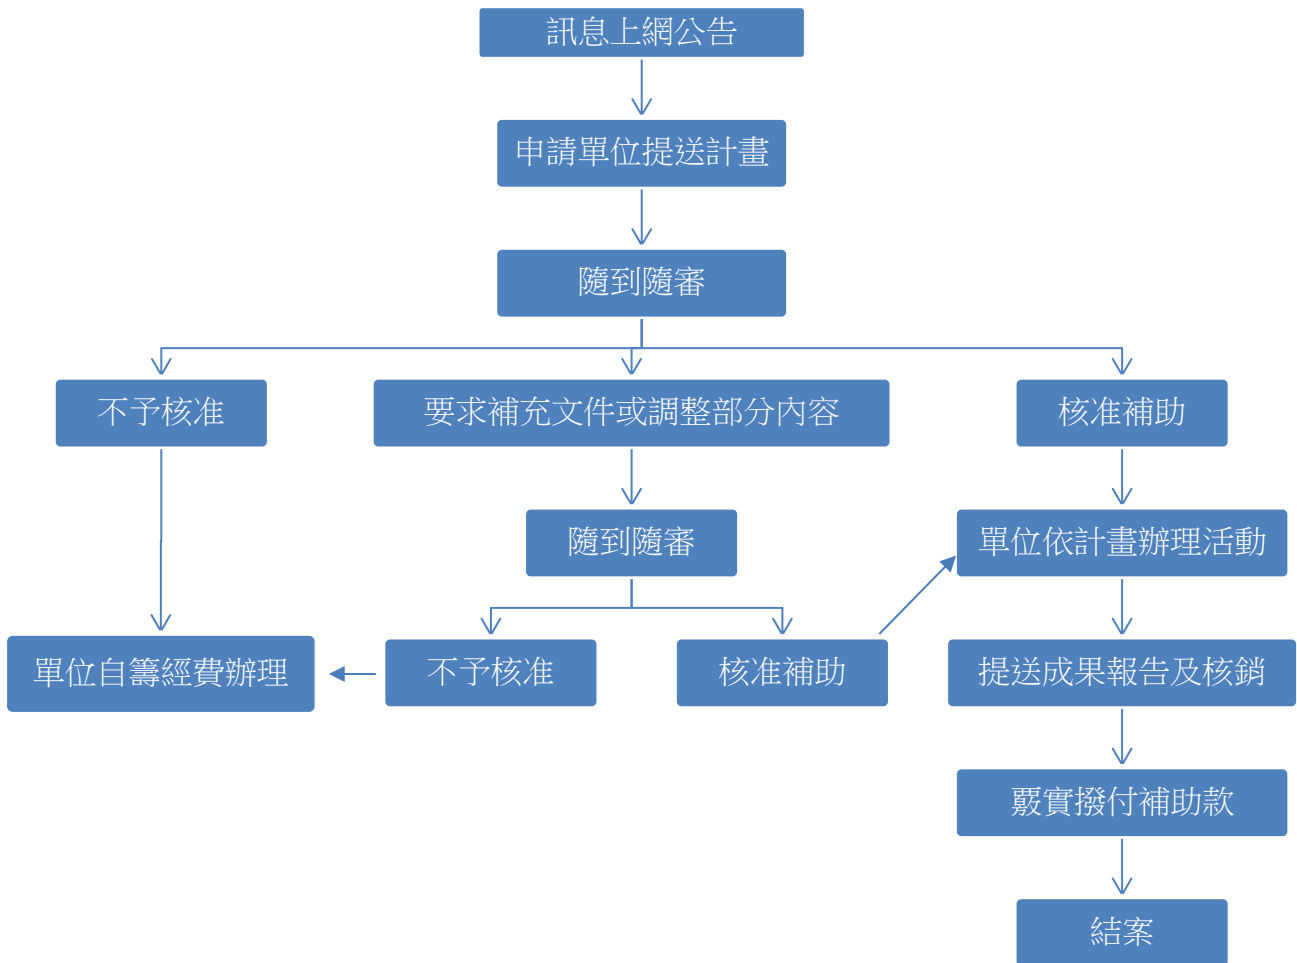 訊息上網公告
申請單位提送計畫
隨到隨審
不予核准
要求補充文件或調整部分內容
核准補助
隨到隨審
單位依計畫辦理活動
單位自籌經費辦理
不予核准
核准補助
提送成果報告及核銷
覈實撥付補助款
結案